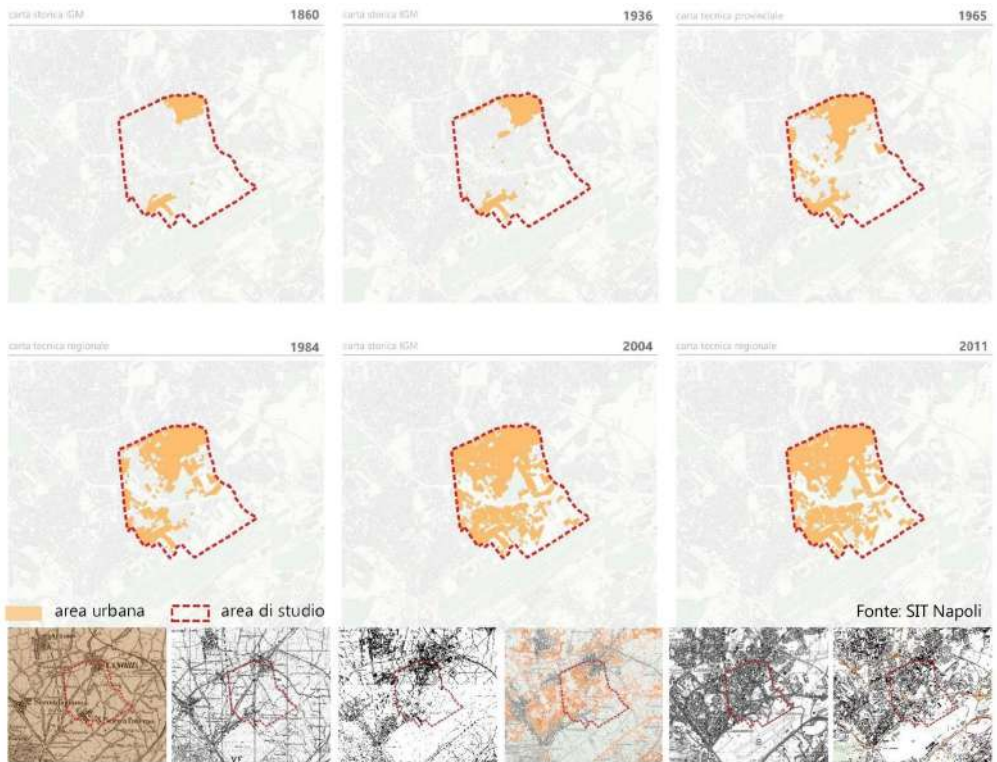 carta storica IGM 1860
carta storica IGM 1936
carta tecnica provinciale 1965
carta tecnica regionale 1984
carta storica IGM 2004
carta tecnica regionale 2011
area urbana
area di studio
Fonte: SIT Napoli